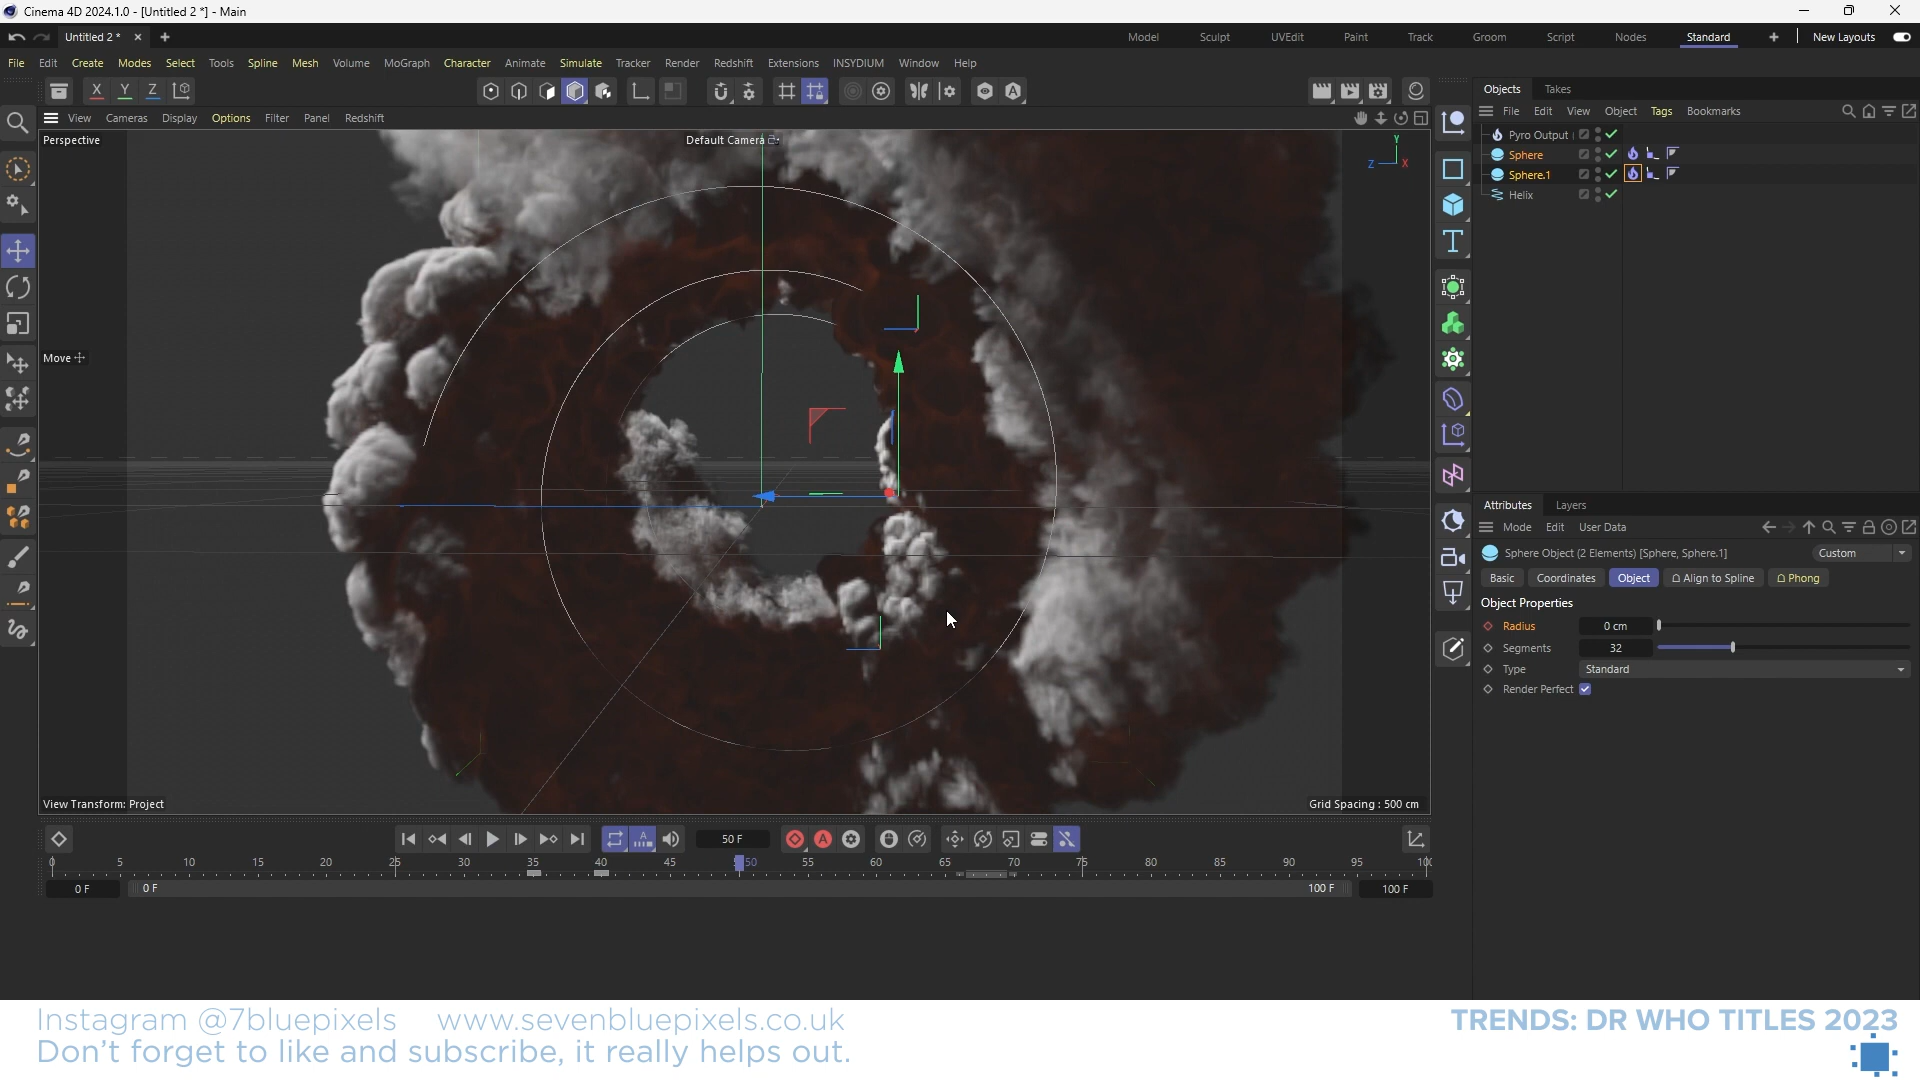 Cinema 4D 2024.1.0 - [Untitled 2 *] - Main
Untitled 2 *
Model Sculpt UVEdit Paint Track Groom Script Nodes Standard New Layouts
File Edit Create Modes Select Tools Spline Mesh Volume MoGraph Character Animate Simulate Tracker Render Redshift Extensions INSYDIUM Window Help
X Y Z
Objects Takes
View Cameras Display Options Filter Panel Redshift
File Edit View Object Tags Bookmarks
Perspective
Default Camera
Y
Z X
Pyro Output
Sphere
Sphere.1
Helix
Move
Attributes Layers
Mode Edit User Data
Sphere Object (2 Elements) [Sphere, Sphere.1]
Custom
Basic Coordinates Object Align to Spline Phong
Object Properties
Radius 0 cm
Segments 32
Type Standard
Render Perfect
View Transform: Project
Grid Spacing : 500 cm
50 F
0 5 10 15 20 25 30 35 40 45 50 55 60 65 70 75 80 85 90 95 100
0 F 0 F 100 F 100 F
Instagram @7bluepixels www.sevenbluepixels.co.uk
Don't forget to like and subscribe, it really helps out.
TRENDS: DR WHO TITLES 2023